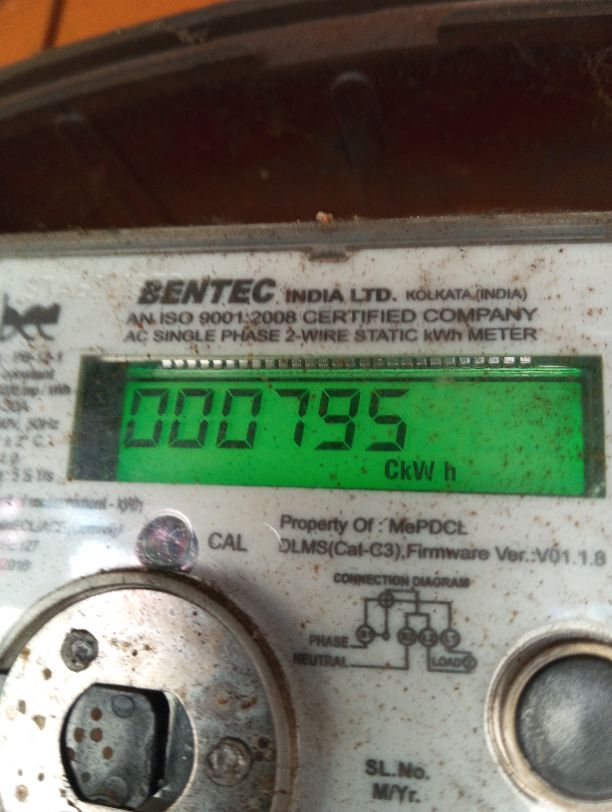 BENTEC INDIA LTD. KOLKATA,(INDIA)
AN ISO 9001:2008 CERTIFIED COMPANY
AC SINGLE PHASE 2-WIRE STATIC kWh METER
000795
CkW h
CAL
Property Of : MePDCL
DLMS(Cat-C3),Firmware Ver.:V01.1.8
CONNECTION DIAGRAM
PHASE
NEUTRAL
LOAD
SL.No.
M/Yr.